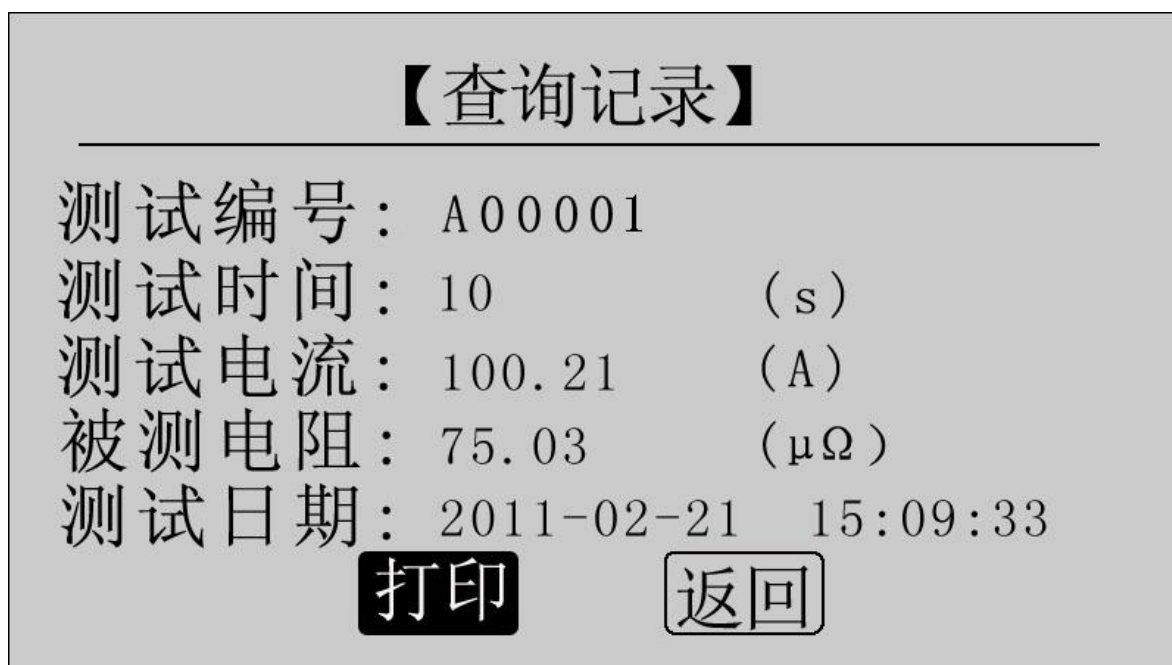 【查询记录】
测试编号: A00001
测试时间: 10 (s)
测试电流: 100.21 (A)
被测电阻: 75.03 (μΩ)
测试日期: 2011-02-21 15:09:33
打印 返回